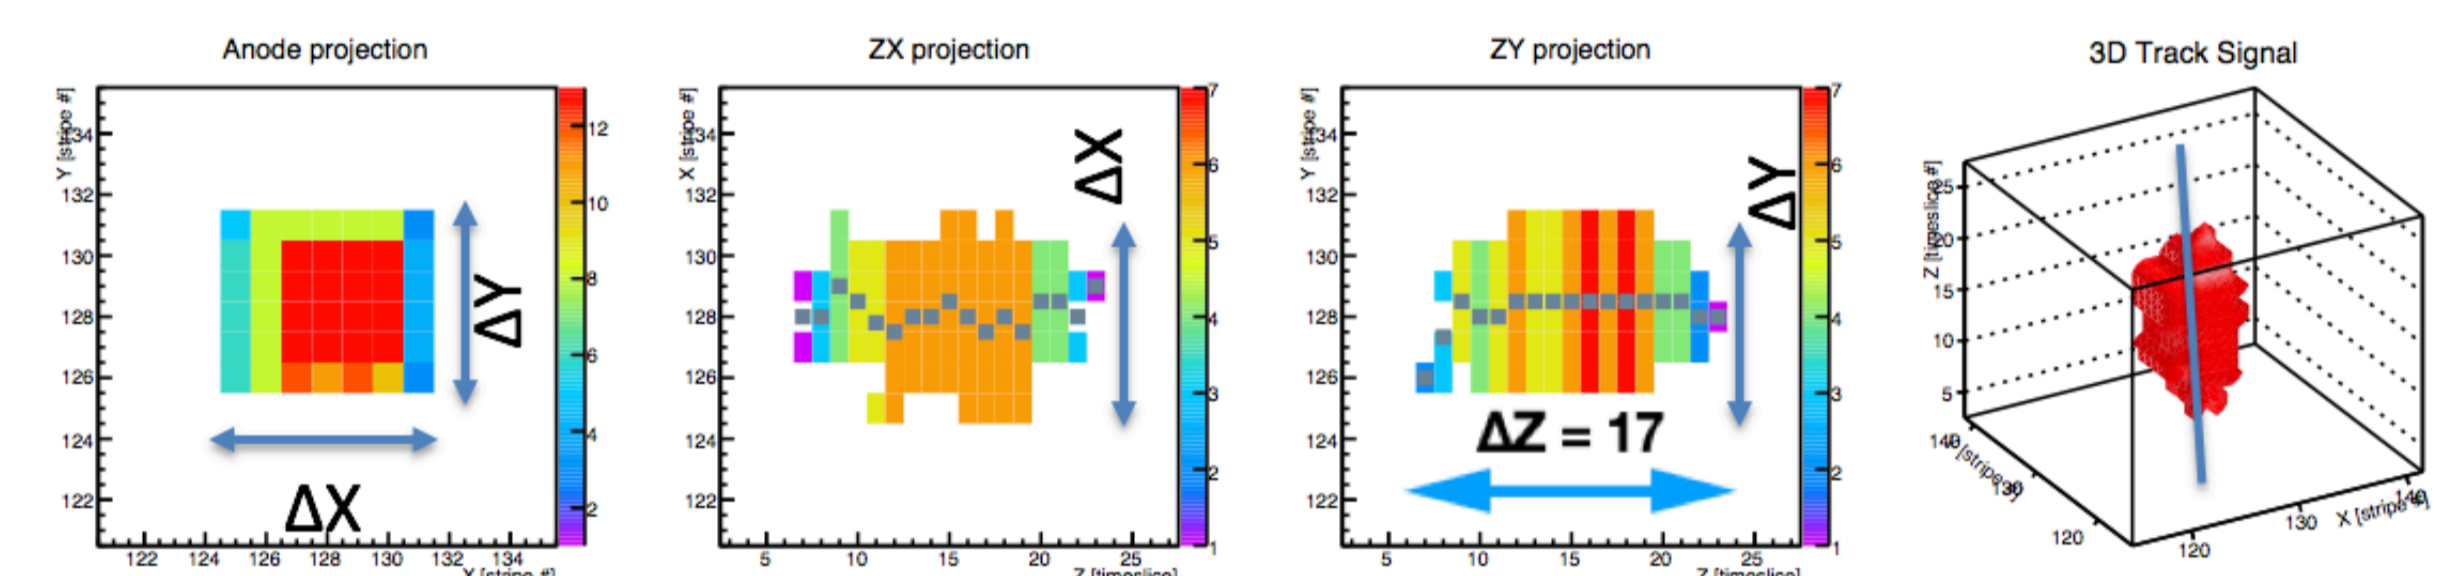 Anode projection
Y [stripe #]
134
132
130
128
126
124
122
122 124 126 128 130 132 134
X [stripe #]
12
10
8
6
4
2
ΔY
ΔX
ZX projection
X [stripe #]
134
132
130
128
126
124
122
5 10 15 20 25
Z [timeslice]
7
6
5
4
3
2
1
ΔX
ZY projection
Y [stripe #]
134
132
130
128
126
124
122
5 10 15 20 25
Z [timeslice]
7
6
5
4
3
2
1
ΔY
ΔZ = 17
3D Track Signal
Z [timeslice #]
25
20
15
10
5
140
130
120
120
130
140
X [stripe #]